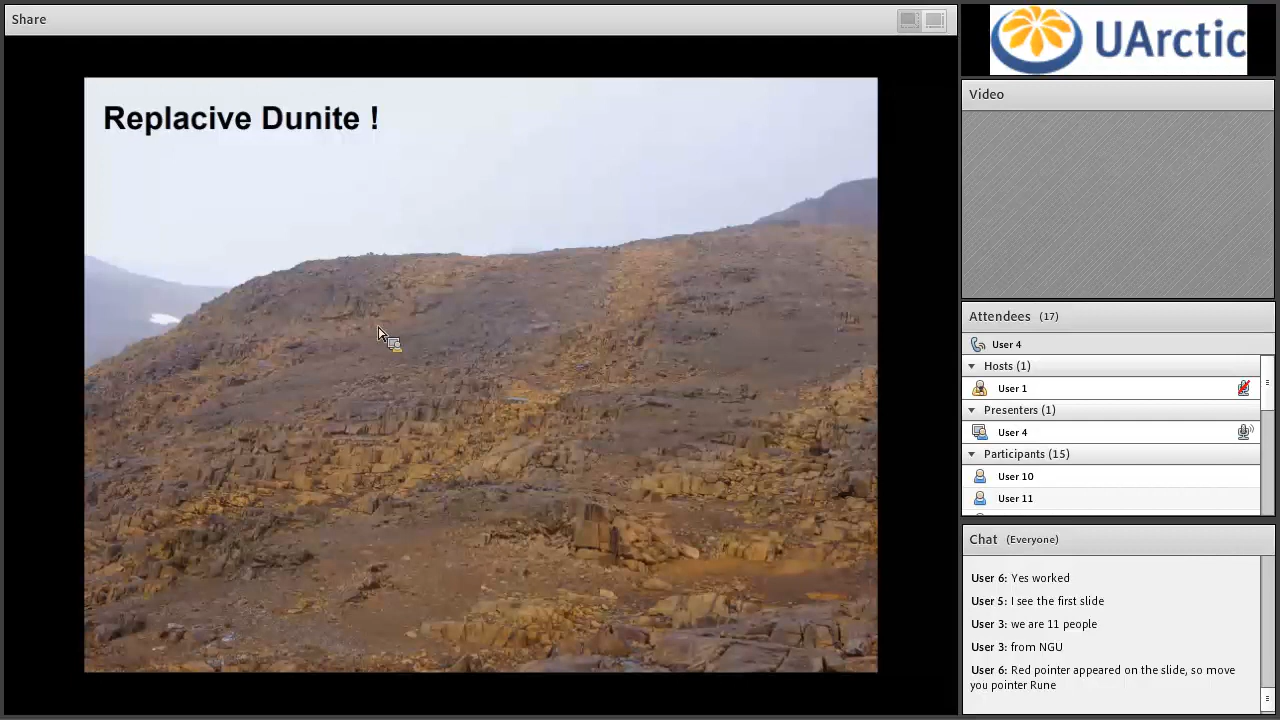 Share
UArctic
Replacive Dunite !
Video
Attendees (17)
User 4
Hosts (1)
User 1
Presenters (1)
User 4
Participants (15)
User 10
User 11
Chat (Everyone)
User 6: Yes worked
User 5: I see the first slide
User 3: we are 11 people
User 3: from NGU
User 6: Red pointer appeared on the slide, so move
you pointer Rune